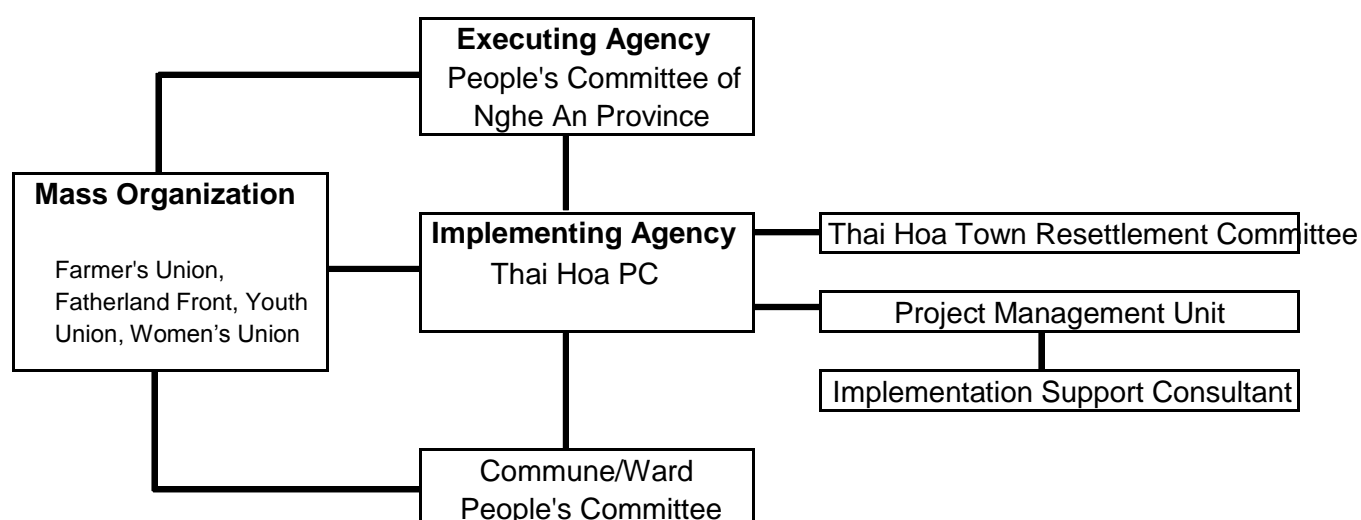 Executing Agency
People's Committee of
Nghe An Province
Mass Organization
Farmer's Union,
Fatherland Front, Youth
Union, Women’s Union
Implementing Agency
Thai Hoa PC
Thai Hoa Town Resettlement Committee
Project Management Unit
Implementation Support Consultant
Commune/Ward
People's Committee